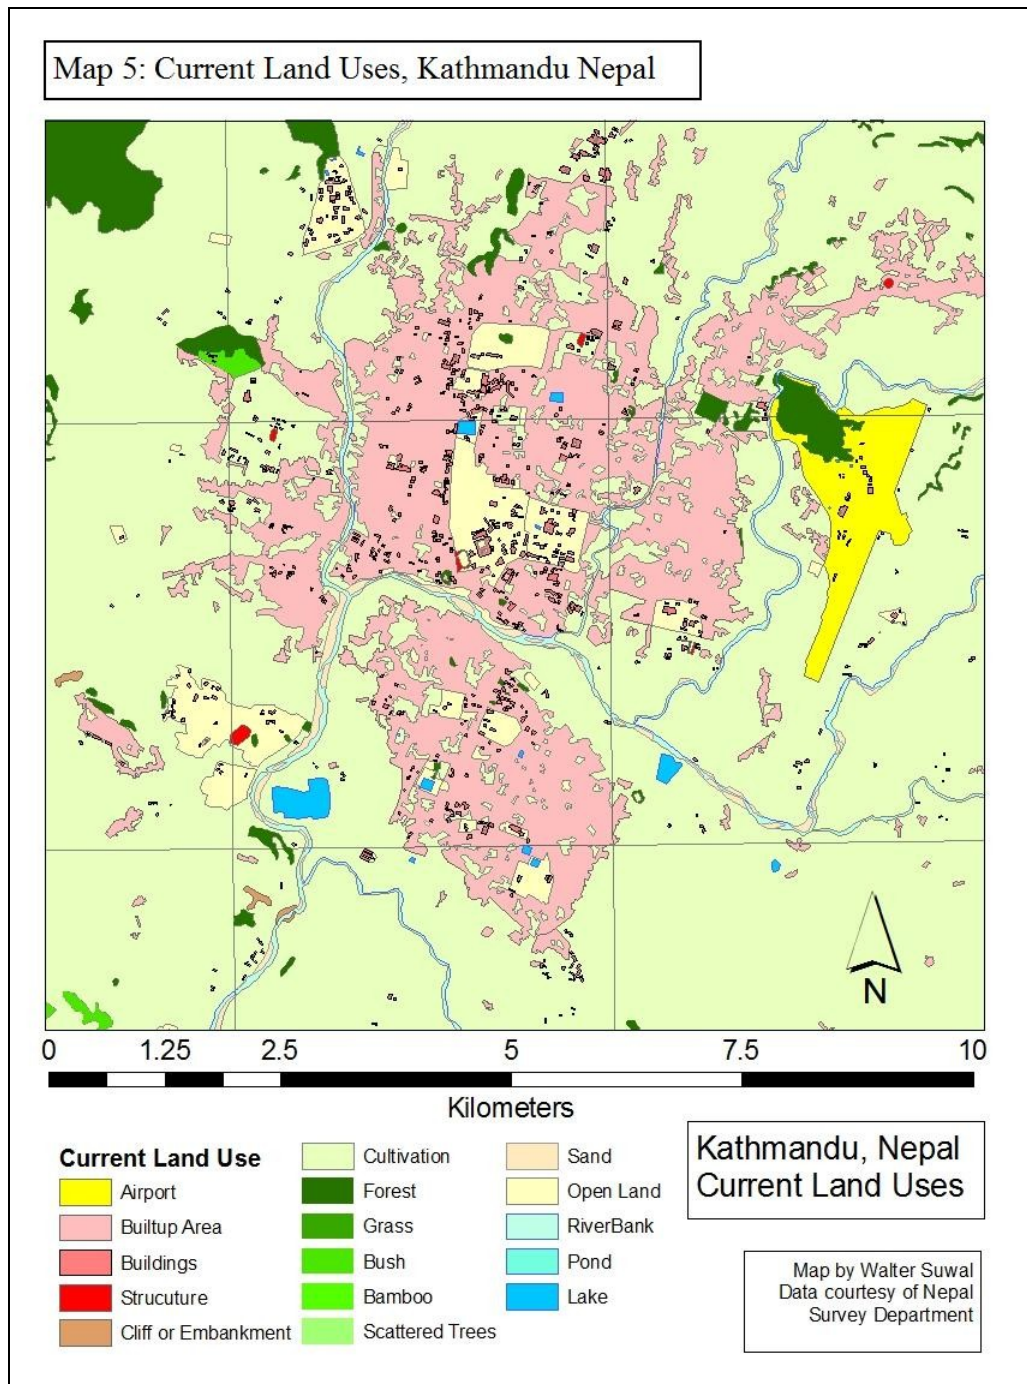 Map 5: Current Land Uses, Kathmandu Nepal
N
0 1.25 2.5 5 7.5 10
Kilometers
Current Land Use
Airport
Builtup Area
Buildings
Strucuture
Cliff or Embankment
Cultivation
Forest
Grass
Bush
Bamboo
Scattered Trees
Sand
Open Land
RiverBank
Pond
Lake
Kathmandu, Nepal
Current Land Uses
Map by Walter Suwal
Data courtesy of Nepal
Survey Department